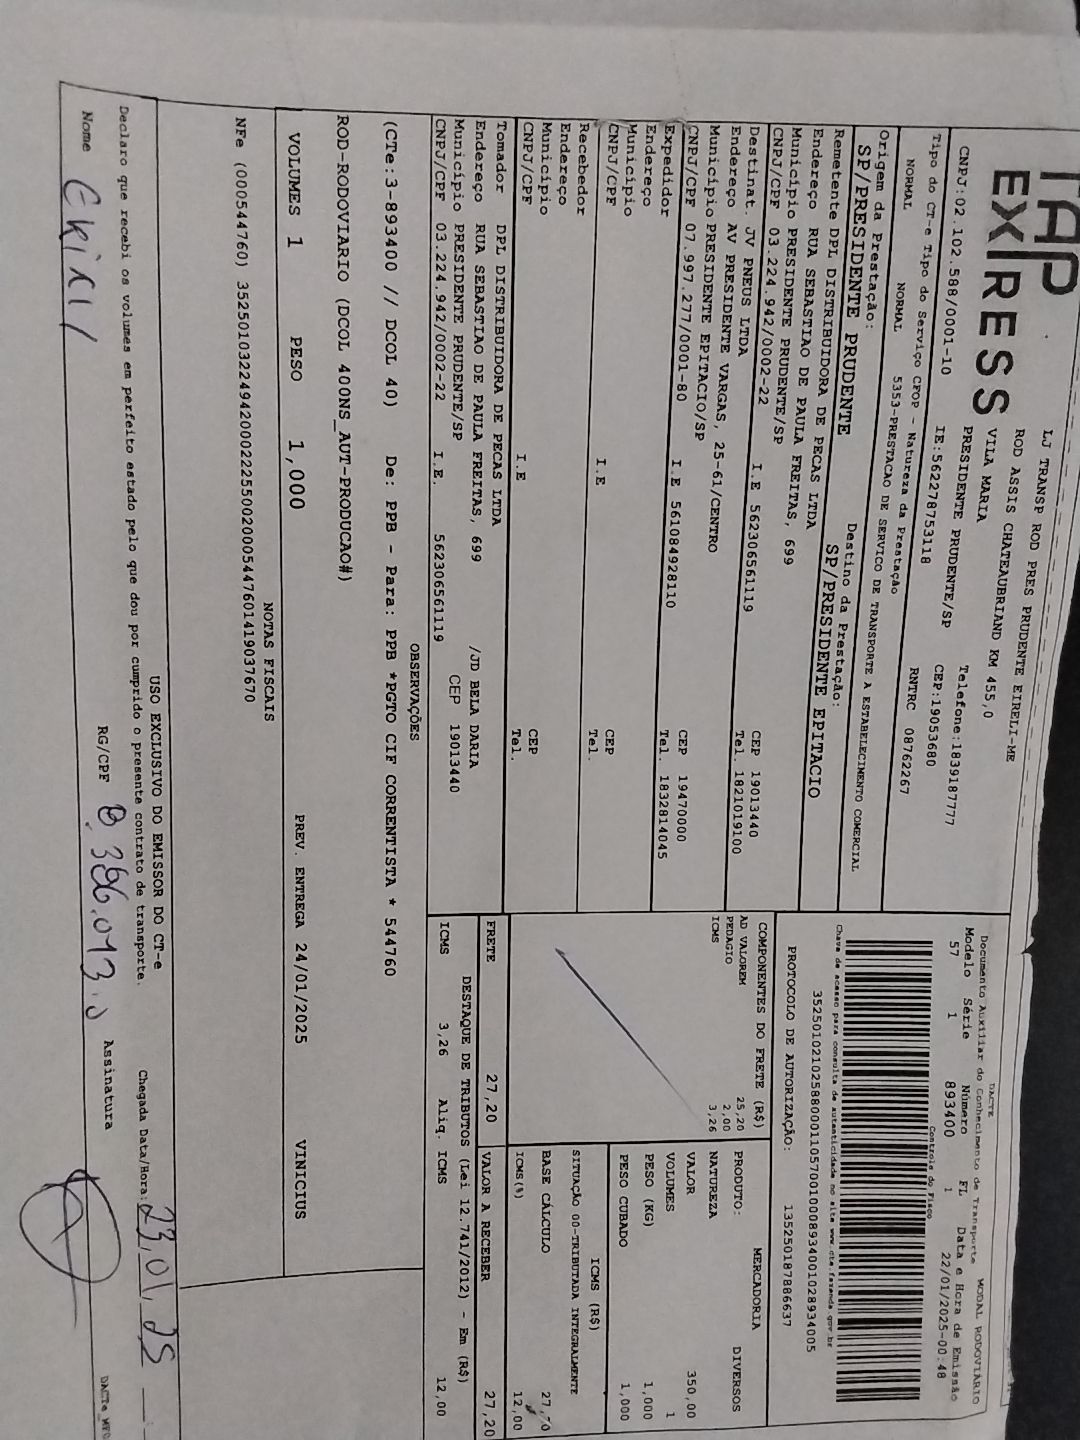 TAP
EXPRESS
LJ TRANSP ROD PRES PRUDENTE EIRELI-ME
ROD ASSIS CHATEAUBRIAND KM 455,0
VILA MARIA
PRESIDENTE PRUDENTE/SP
Telefone:1839187777
CNPJ:02.102.588/0001-10 IE:562278753118 CEP:19053680
Tipo do CT-e Tipo do Serviço CFOP - Natureza da Prestação RNTRC 08762267
NORMAL NORMAL 5353-PRESTACAO DE SERVICO DE TRANSPORTE A ESTABELECIMENTO COMERCIAL
Origem da Prestação: Destino da Prestação:
SP/PRESIDENTE PRUDENTE SP/PRESIDENTE EPITACIO
Remetente DPL DISTRIBUIDORA DE PECAS LTDA
Endereço RUA SEBASTIAO DE PAULA FREITAS, 699
Município PRESIDENTE PRUDENTE/SP CEP 19013440
CNPJ/CPF 03.224.942/0002-22 I.E 562306561119 Tel. 1821019100
Destinat. JV PNEUS LTDA
Endereço AV PRESIDENTE VARGAS, 25-61/CENTRO
Município PRESIDENTE EPITACIO/SP CEP 19470000
CNPJ/CPF 07.997.277/0001-80 I.E 561084928110 Tel. 1832814045
Expedidor
Endereço
Município CEP
CNPJ/CPF I.E Tel.
Recebedor
Endereço
Município CEP
CNPJ/CPF I.E Tel.
Tomador DPL DISTRIBUIDORA DE PECAS LTDA
Endereço RUA SEBASTIAO DE PAULA FREITAS, 699 /JD BELA DARIA
Município PRESIDENTE PRUDENTE/SP CEP 19013440
CNPJ/CPF 03.224.942/0002-22 I.E. 562306561119
DACTE MODAL RODOVIÁRIO
Documento Auxiliar do Conhecimento de Transporte
Modelo Série Número FL Data e Hora de Emissão
57 1 893400 1 22/01/2025-00:48
Controle do Fisco
Chave de acesso para consulta de autenticidade no site www.cte.fazenda.gov.br
35250102102588000110570010008934001028934005
PROTOCOLO DE AUTORIZAÇÃO: 135250187886637
COMPONENTES DO FRETE (R$)
AD VALOREM 25,20
PEDAGIO 2,00
ICMS 3,26
MERCADORIA
PRODUTO: DIVERSOS
NATUREZA
VALOR 350,00
VOLUMES 1
PESO (KG) 1,000
PESO CUBADO 1,000
ICMS (R$)
SITUAÇÃO 00-TRIBUTADA INTEGRALMENTE
BASE CÁLCULO
ICMS(%) 12,00
FRETE 27,20 VALOR A RECEBER 27,20
DESTAQUE DE TRIBUTOS (Lei 12.741/2012) - Em (R$)
ICMS 3,26 Aliq. ICMS 12,00
OBSERVAÇÕES
(CTe:3-893400 // DCOL 40) De: PPB - Para: PPB *PGTO CIF CORRENTISTA * 544760
ROD-RODOVIARIO (DCOL 400NS_AUT-PRODUCAO#)
VOLUMES 1 PESO 1,000 PREV. ENTREGA 24/01/2025 VINICIUS
NOTAS FISCAIS
NFe (000544760) 35250103224942000222550020005447601419037670
USO EXCLUSIVO DO EMISSOR DO CT-e
Declaro que recebi os volumes em perfeito estado pelo que dou por cumprido o presente contrato de transporte. Chegada Data/Hora: 23,01,25
Nome RG/CPF Assinatura